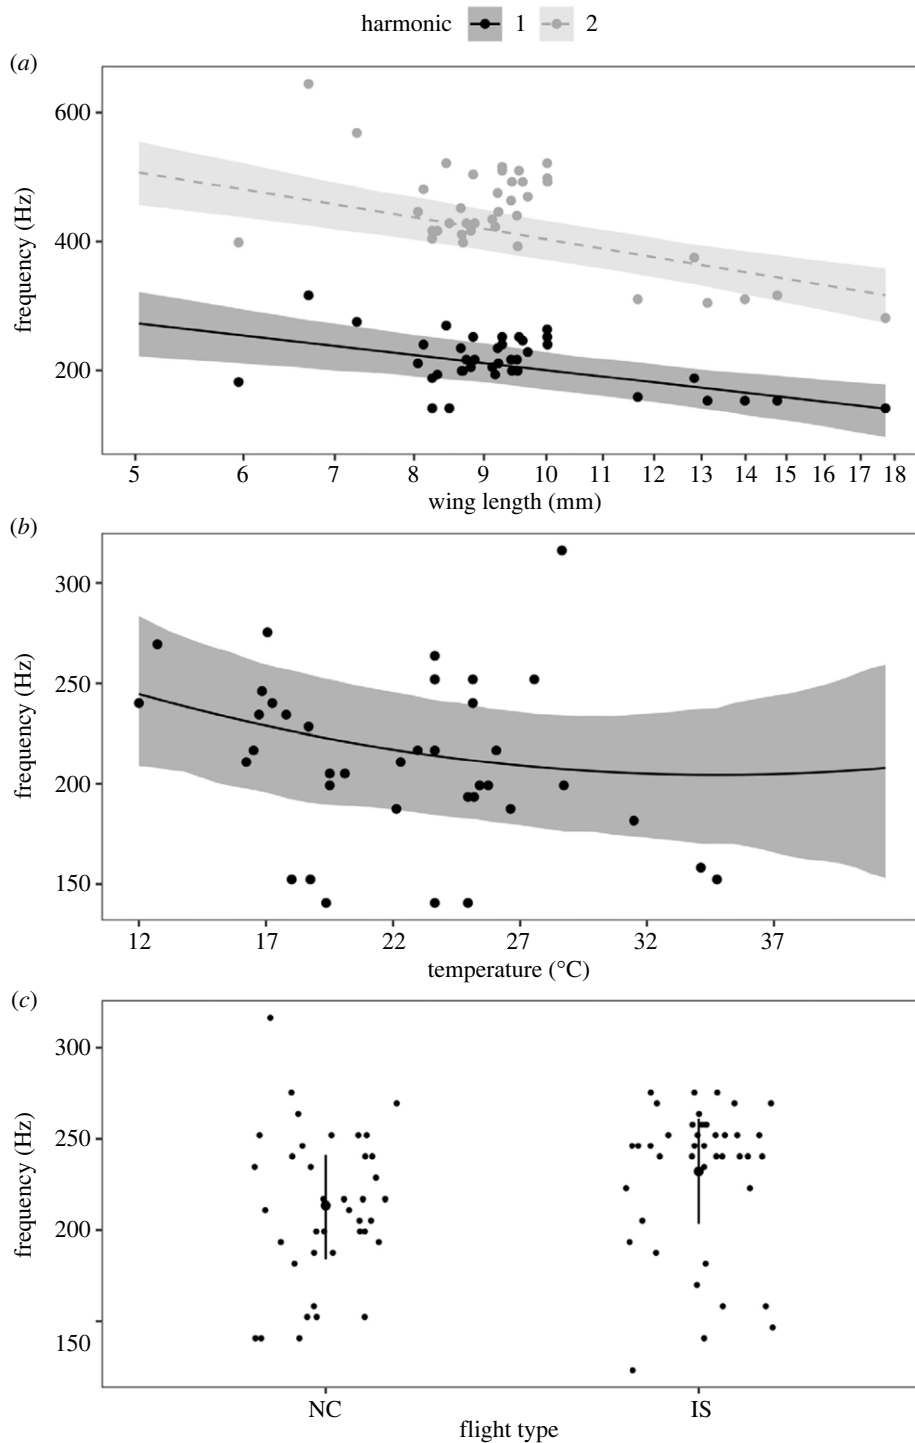 harmonic 1 2
(a)
600
400
200
frequency (Hz)
5 6 7 8 9 10 11 12 13 14 15 16 17 18
wing length (mm)
(b)
300
250
200
150
frequency (Hz)
12 17 22 27 32 37
temperature (°C)
(c)
300
250
200
150
frequency (Hz)
NC IS
flight type